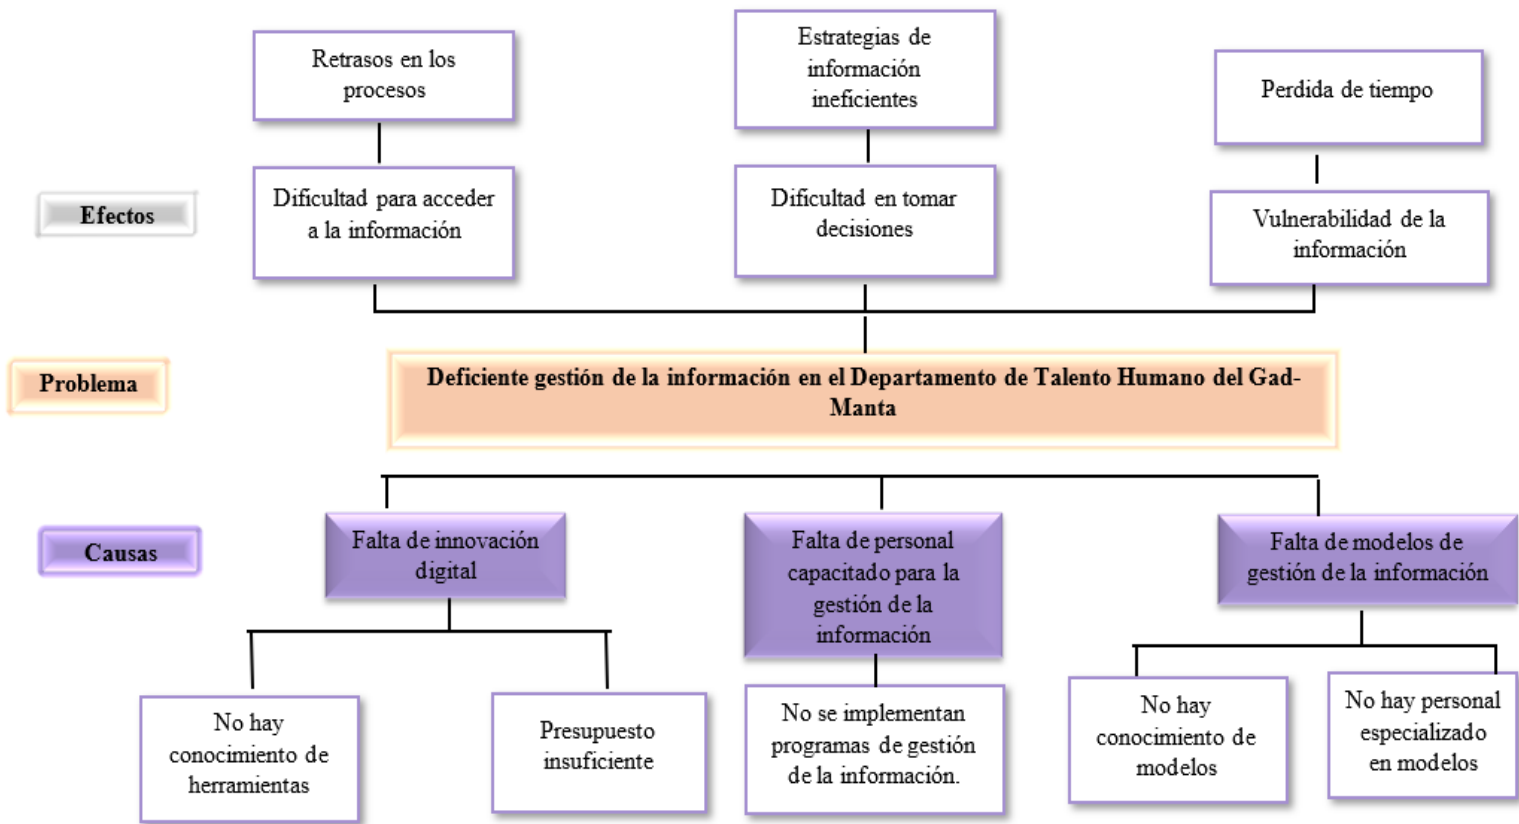 Retrasos en los
procesos
Estrategias de
información
ineficientes
Perdida de tiempo
Efectos
Dificultad para acceder
a la información
Dificultad en tomar
decisiones
Vulnerabilidad de la
información
Problema
Deficiente gestión de la información en el Departamento de Talento Humano del Gad-
Manta
Causas
Falta de innovación
digital
Falta de personal
capacitado para la
gestión de la
información
Falta de modelos de
gestión de la información
No hay
conocimiento de
herramientas
Presupuesto
insuficiente
No se implementan
programas de gestión
de la información.
No hay
conocimiento de
modelos
No hay personal
especializado
en modelos